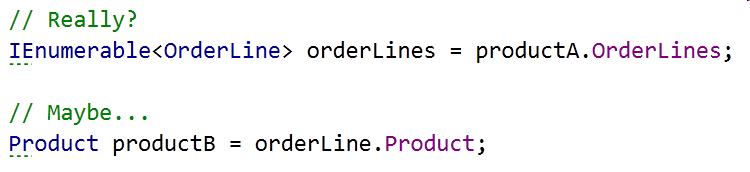 // Really?
IEnumerable<OrderLine> orderLines = productA.OrderLines;
// Maybe...
Product productB = orderLine.Product;